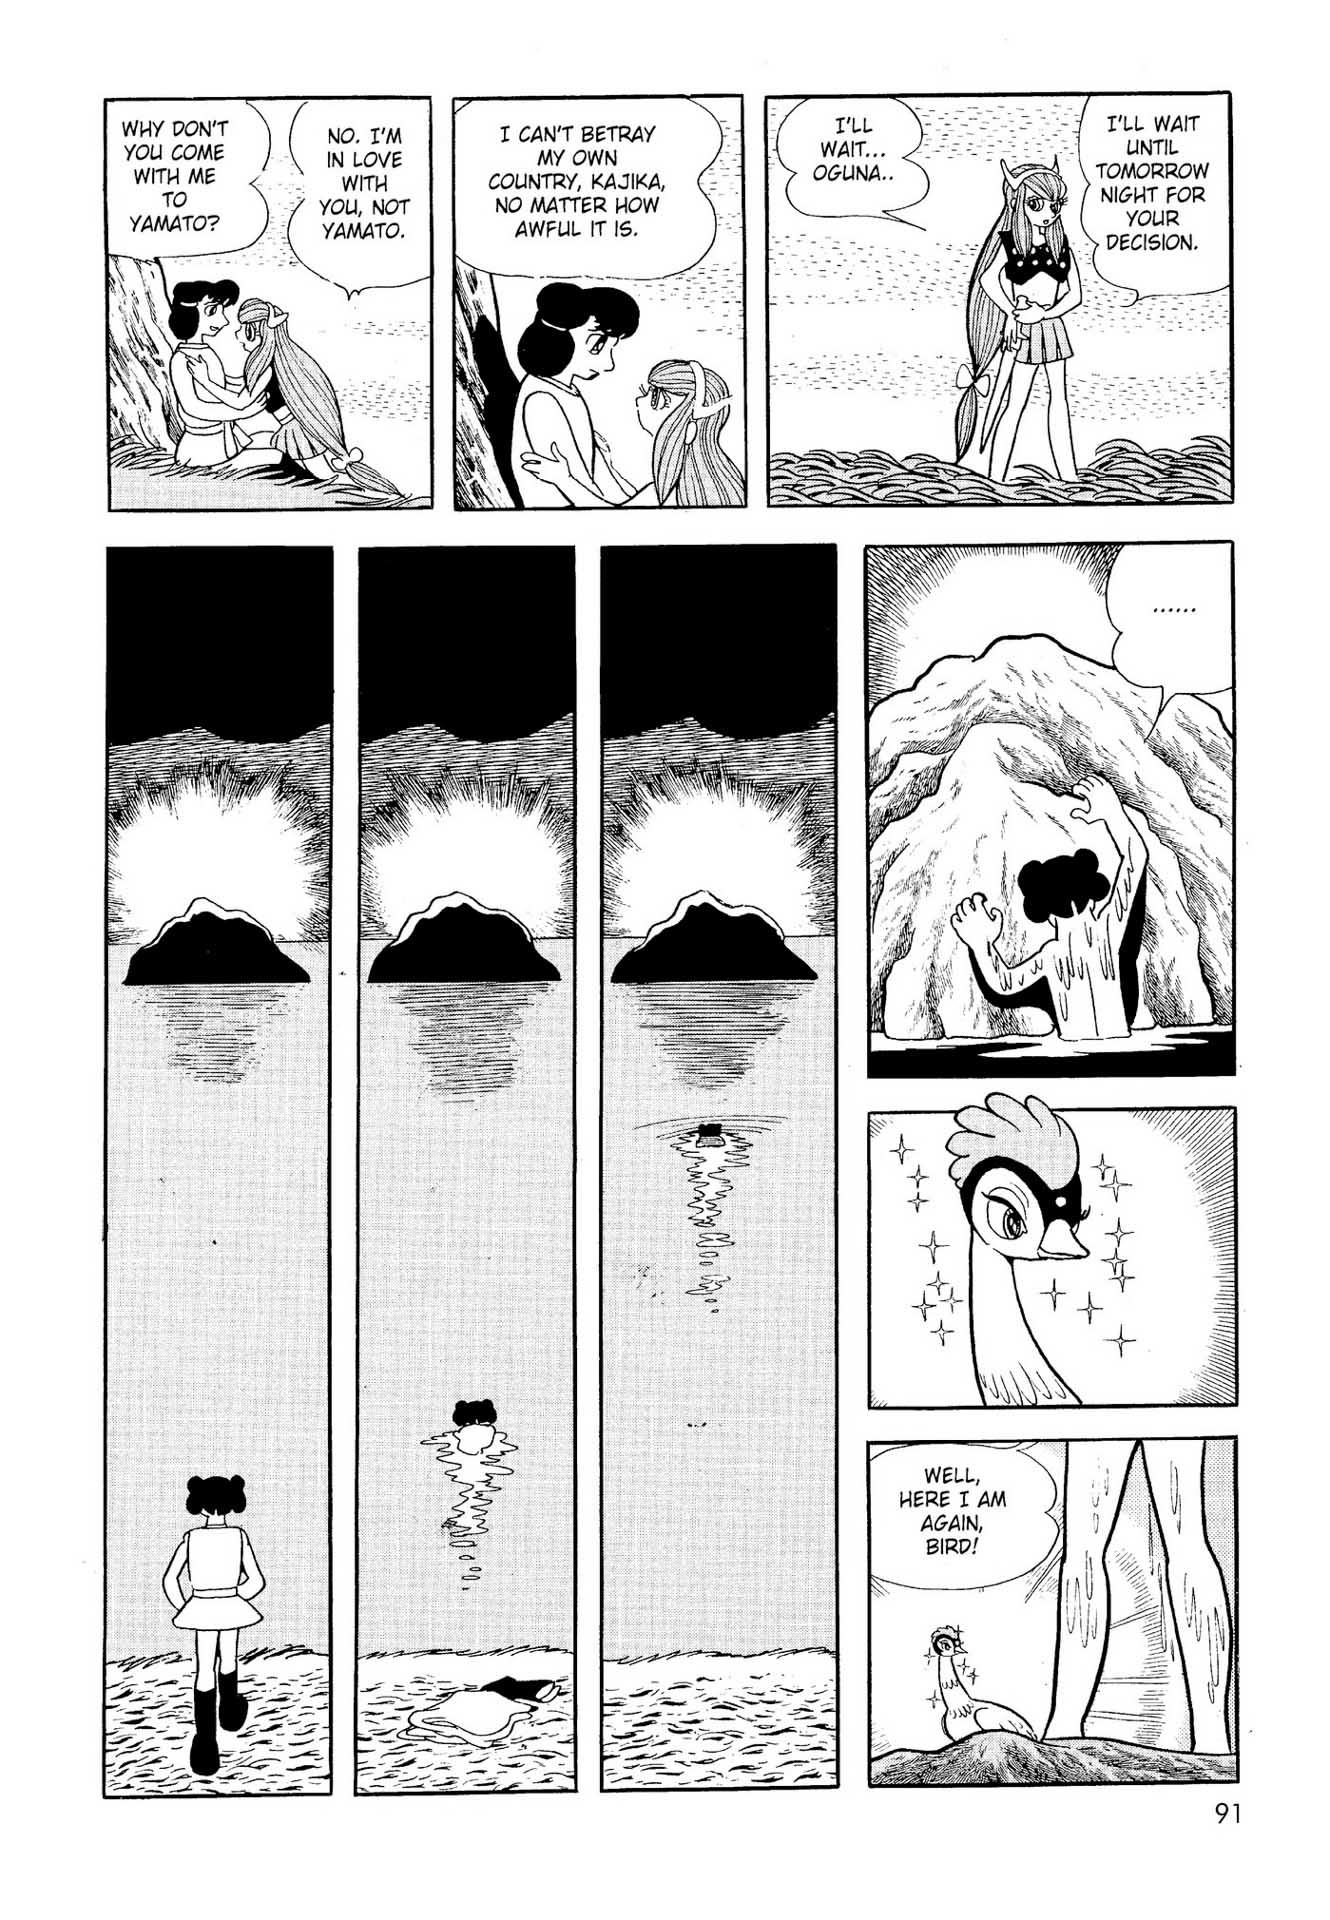 WHY DON'T
YOU COME
WITH ME
TO
YAMATO?
NO. I'M
IN LOVE
WITH
YOU, NOT
YAMATO.
I CAN'T BETRAY
MY OWN
COUNTRY, KAJIKA,
NO MATTER HOW
AWFUL IT IS.
I'LL
WAIT...
OGUNA..
I'LL WAIT
UNTIL
TOMORROW
NIGHT FOR
YOUR
DECISION.
......
WELL,
HERE I AM
AGAIN,
BIRD!
91